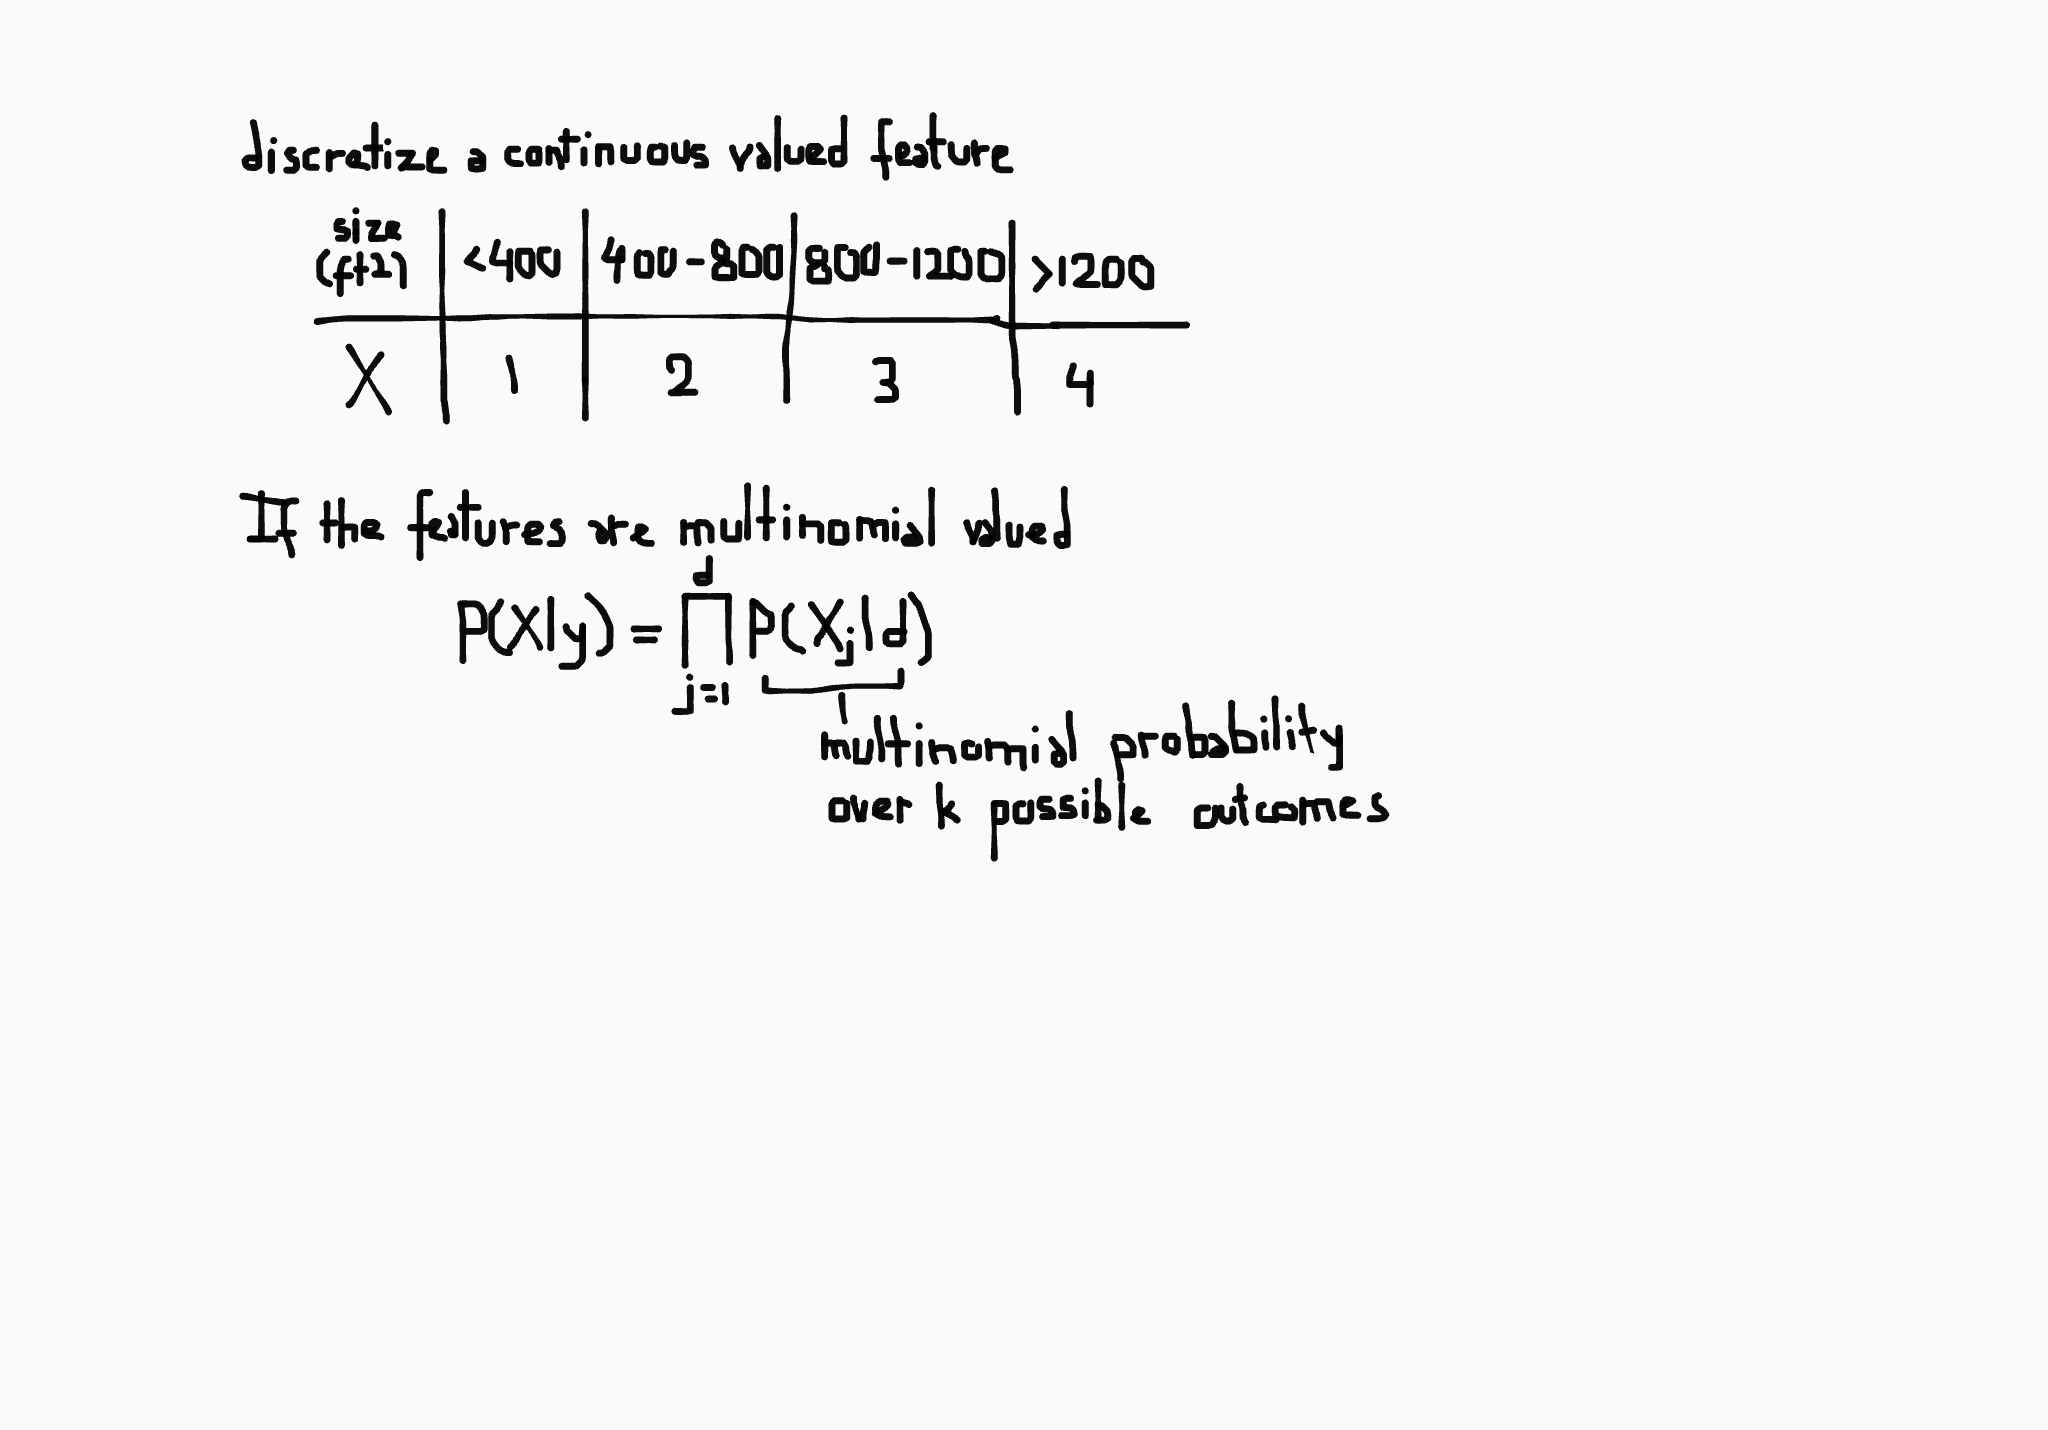 discretize a continuous valued feature
size (ft2) | <400 | 400-800 | 800-1200 | >1200
X | 1 | 2 | 3 | 4
If the features are multinomial valued
P(X|y) = ∏_{j=1}^{d} P(X_j|d)
multinomial probability
over k possible outcomes